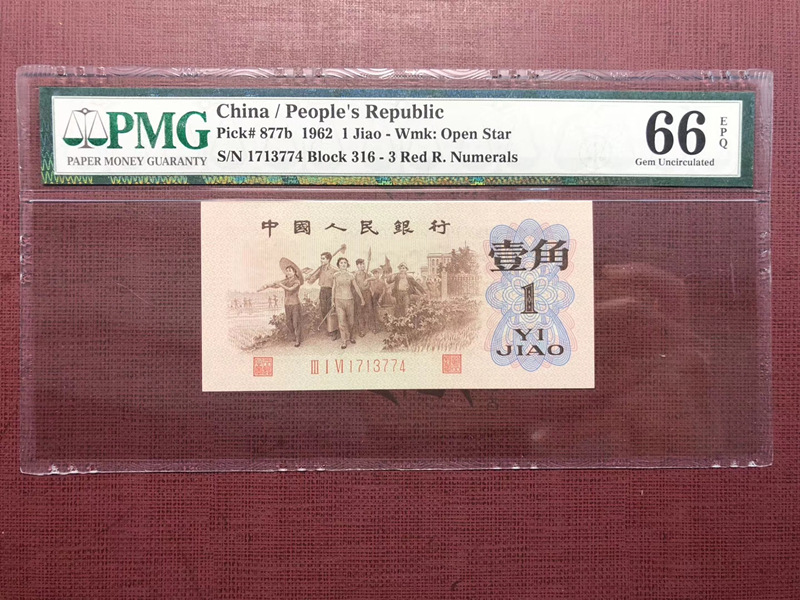 PMG
PAPER MONEY GUARANTY
China / People's Republic
Pick# 877b 1962 1 Jiao - Wmk: Open Star
S/N 1713774 Block 316 - 3 Red R. Numerals
66
EPQ
Gem Uncirculated
中國人民銀行
壹角
1
YI
JIAO
III I VI 1713774